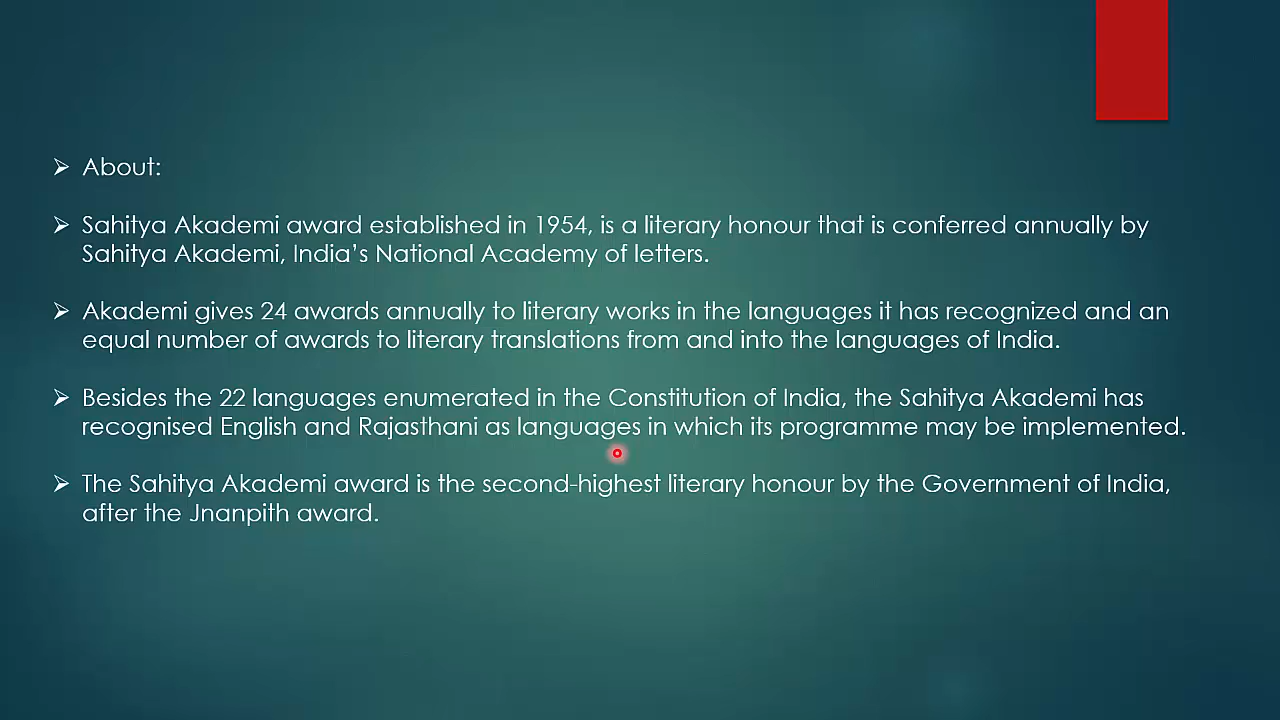 ➢ About:
➢ Sahitya Akademi award established in 1954, is a literary honour that is conferred annually by
Sahitya Akademi, India’s National Academy of letters.
➢ Akademi gives 24 awards annually to literary works in the languages it has recognized and an
equal number of awards to literary translations from and into the languages of India.
➢ Besides the 22 languages enumerated in the Constitution of India, the Sahitya Akademi has
recognised English and Rajasthani as languages in which its programme may be implemented.
➢ The Sahitya Akademi award is the second-highest literary honour by the Government of India,
after the Jnanpith award.